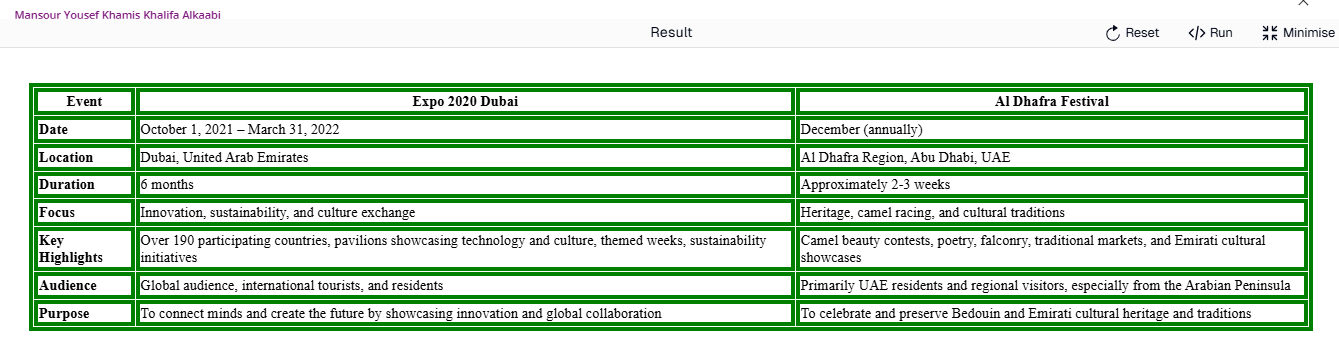 Mansour Yousef Khamis Khalifa Alkaabi
Result
Reset
</> Run
Minimise
Event Expo 2020 Dubai Al Dhafra Festival
Date October 1, 2021 – March 31, 2022 December (annually)
Location Dubai, United Arab Emirates Al Dhafra Region, Abu Dhabi, UAE
Duration 6 months Approximately 2-3 weeks
Focus Innovation, sustainability, and culture exchange Heritage, camel racing, and cultural traditions
Key Over 190 participating countries, pavilions showcasing technology and culture, themed weeks, sustainability Camel beauty contests, poetry, falconry, traditional markets, and Emirati cultural
Highlights initiatives showcases
Audience Global audience, international tourists, and residents Primarily UAE residents and regional visitors, especially from the Arabian Peninsula
Purpose To connect minds and create the future by showcasing innovation and global collaboration To celebrate and preserve Bedouin and Emirati cultural heritage and traditions